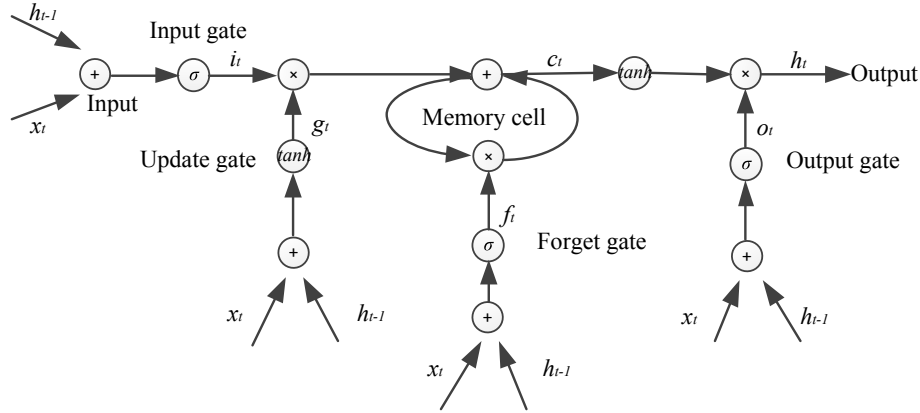 ht-1
Input gate
+
σ
it
×
+
ct
tanh
×
ht
Output
xt
Input
gt
Memory cell
ot
Update gate
tanh
×
σ
Output gate
ft
+
σ
Forget gate
+
xt
ht-1
+
xt
ht-1
xt
ht-1